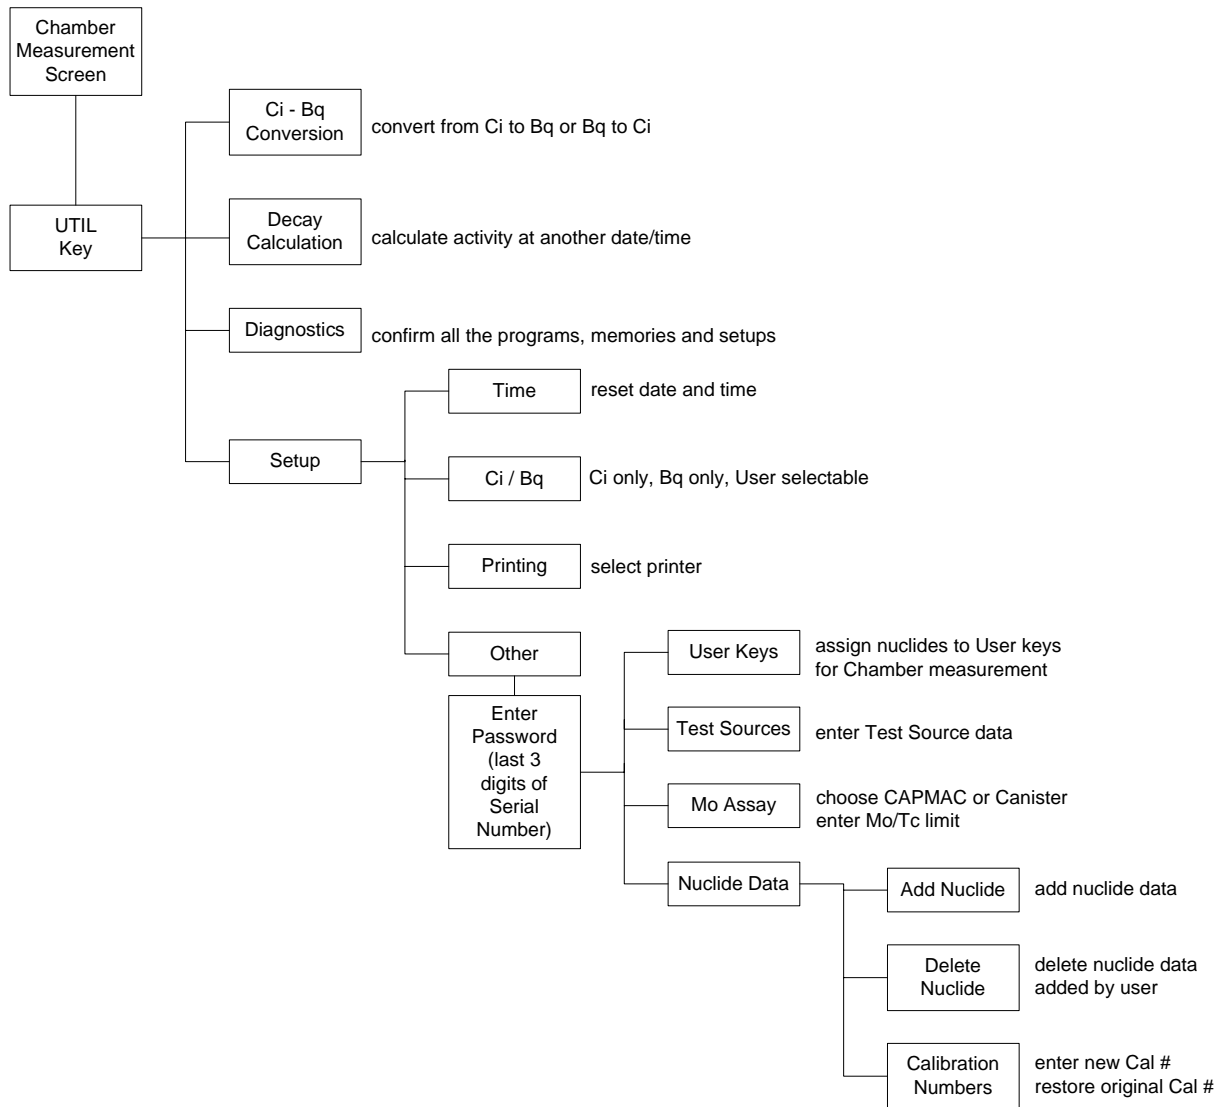 Chamber
Measurement
Screen
Ci - Bq
Conversion
convert from Ci to Bq or Bq to Ci
UTIL
Key
Decay
Calculation
calculate activity at another date/time
Diagnostics
confirm all the programs, memories and setups
Time
reset date and time
Setup
Ci / Bq
Ci only, Bq only, User selectable
Printing
select printer
Other
User Keys
assign nuclides to User keys
for Chamber measurement
Enter
Password
(last 3
digits of
Serial
Number)
Test Sources
enter Test Source data
Mo Assay
choose CAPMAC or Canister
enter Mo/Tc limit
Nuclide Data
Add Nuclide
add nuclide data
Delete
Nuclide
delete nuclide data
added by user
Calibration
Numbers
enter new Cal #
restore original Cal #